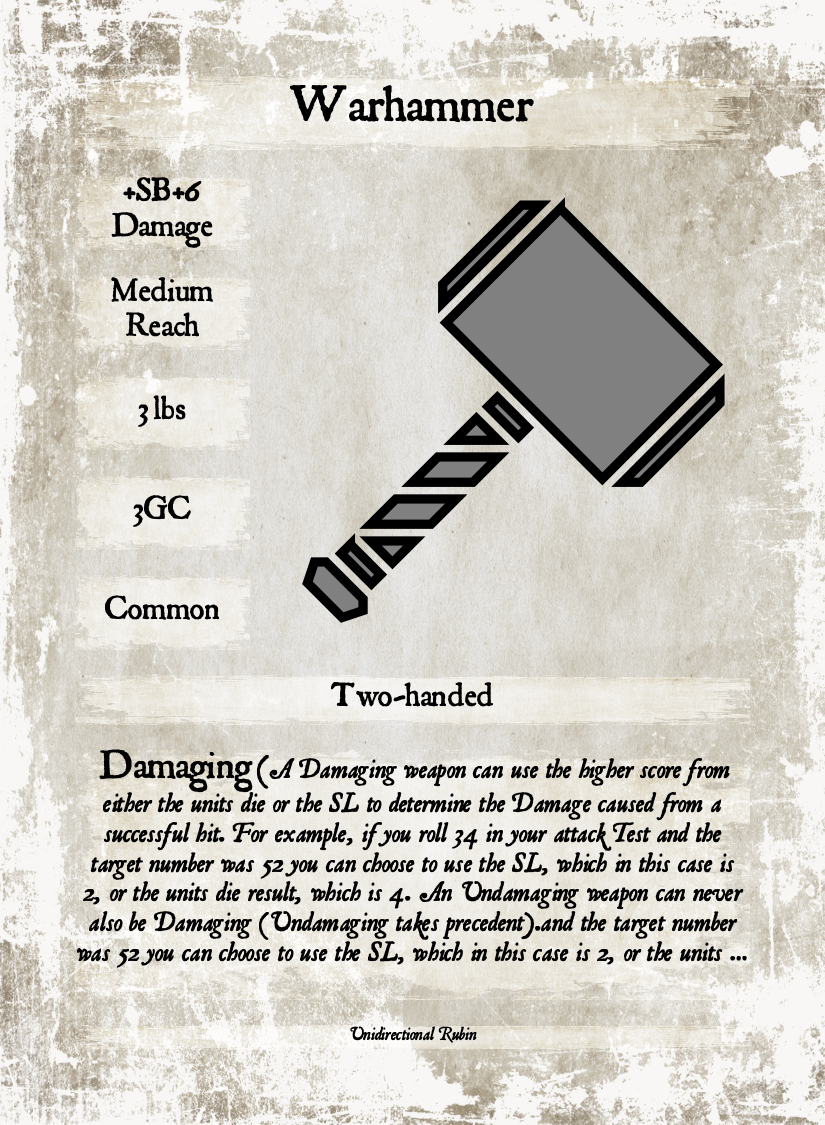 Warhammer
+SB+6
Damage
Medium
Reach
3 lbs
3GC
Common
Two-handed
Damaging (A Damaging weapon can use the higher score from
either the units die or the SL to determine the Damage caused from a
successful hit. For example, if you roll 34 in your attack Test and the
target number was 52 you can choose to use the SL, which in this case is
2, or the units die result, which is 4. An Undamaging weapon can never
also be Damaging (Undamaging takes precedent).and the target number
was 52 you can choose to use the SL, which in this case is 2, or the units ...
Unidirectional Rubin